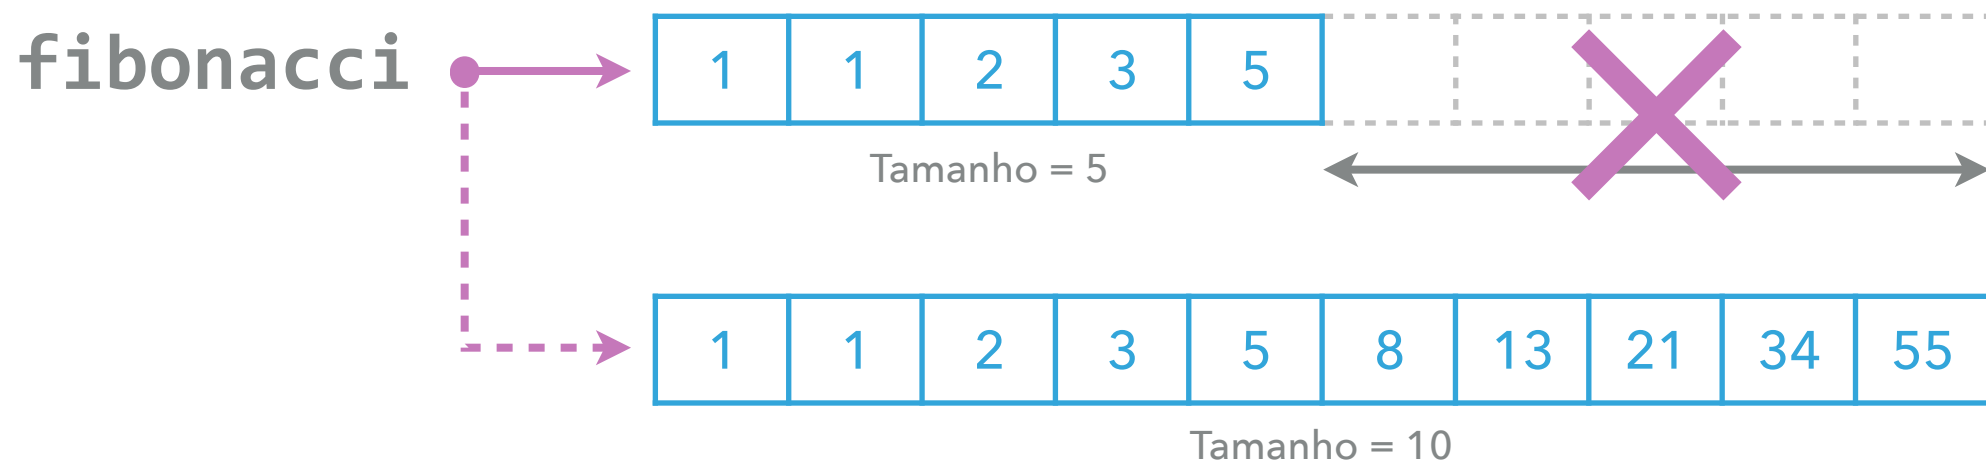 fibonacci 1 1 2 3 5
Tamanho = 5
1 1 2 3 5 8 13 21 34 55
Tamanho = 10